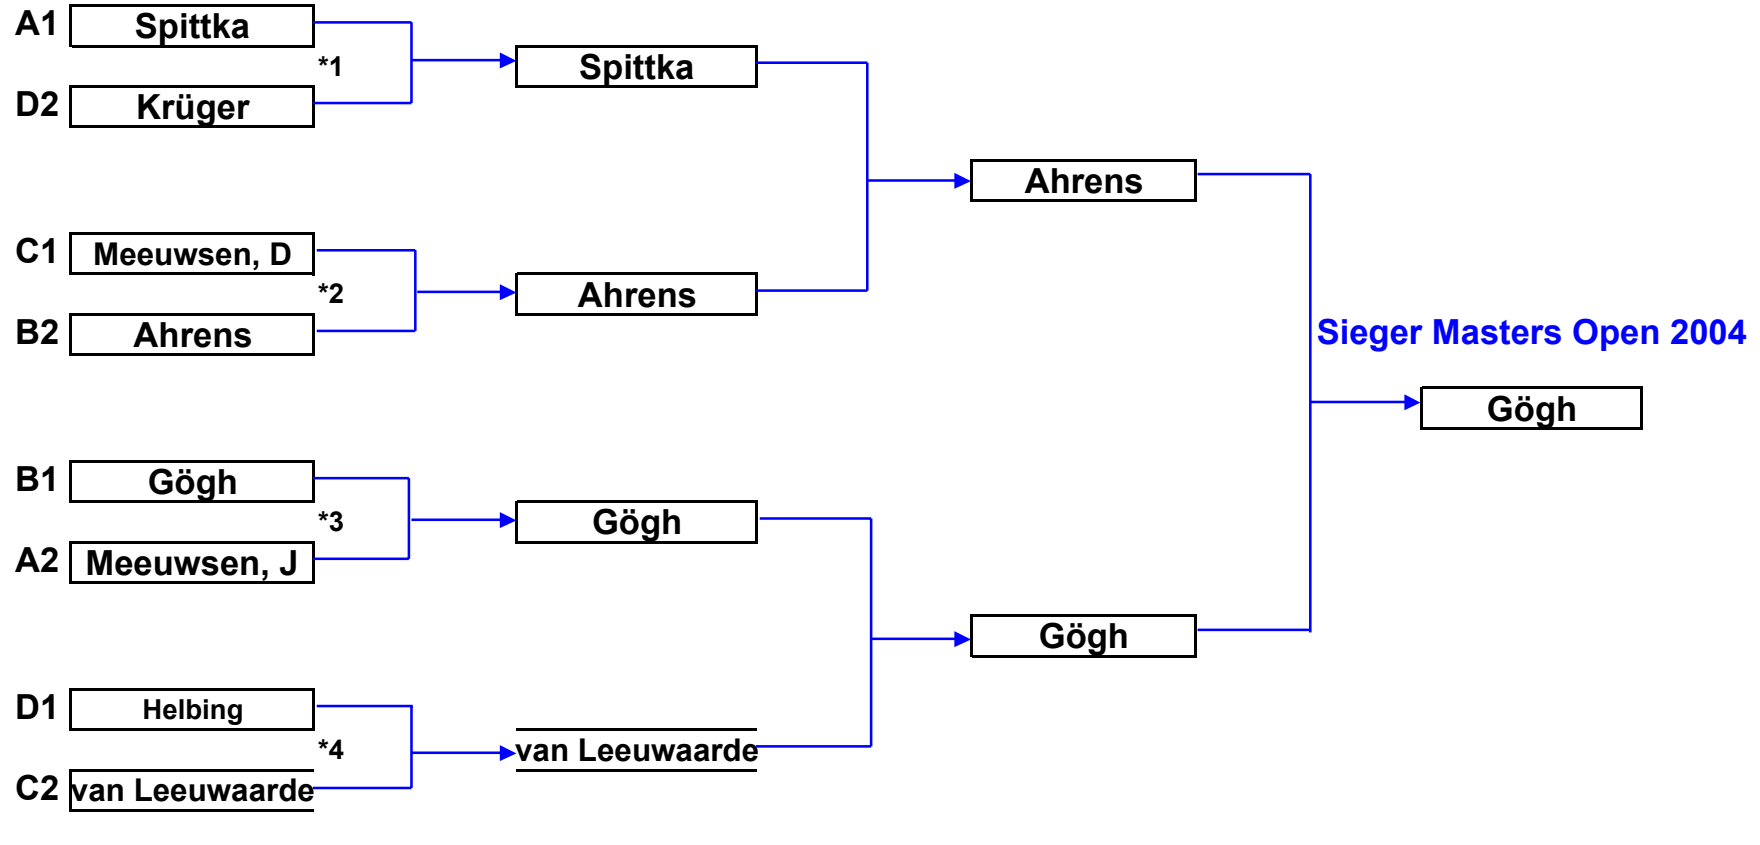 A1 Spittka
*1
Spittka
D2 Krüger
Ahrens
C1 Meeuwsen, D
*2
Ahrens
B2 Ahrens
Sieger Masters Open 2004
Gögh
B1 Gögh
*3
Gögh
A2 Meeuwsen, J
Gögh
D1 Helbing
*4
van Leeuwaarde
C2 van Leeuwaarde